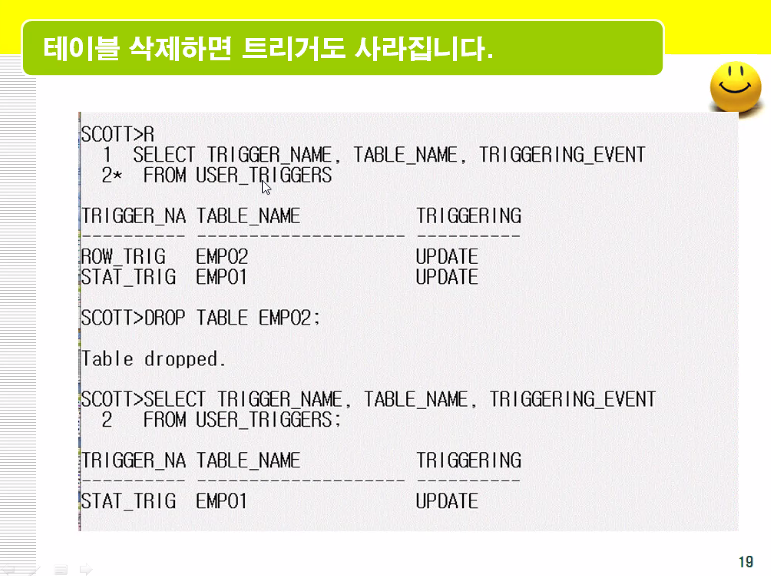 테이블 삭제하면 트리거도 사라집니다.
SCOTT>R
  1  SELECT TRIGGER_NAME, TABLE_NAME, TRIGGERING_EVENT
  2*  FROM USER_TRIGGERS
TRIGGER_NA TABLE_NAME           TRIGGERING
---------- -------------------- ----------
ROW_TRIG   EMP02                UPDATE
STAT_TRIG  EMP01                UPDATE
SCOTT>DROP TABLE EMP02;
Table dropped.
SCOTT>SELECT TRIGGER_NAME, TABLE_NAME, TRIGGERING_EVENT
  2   FROM USER_TRIGGERS;
TRIGGER_NA TABLE_NAME           TRIGGERING
---------- -------------------- ----------
STAT_TRIG  EMP01                UPDATE
19